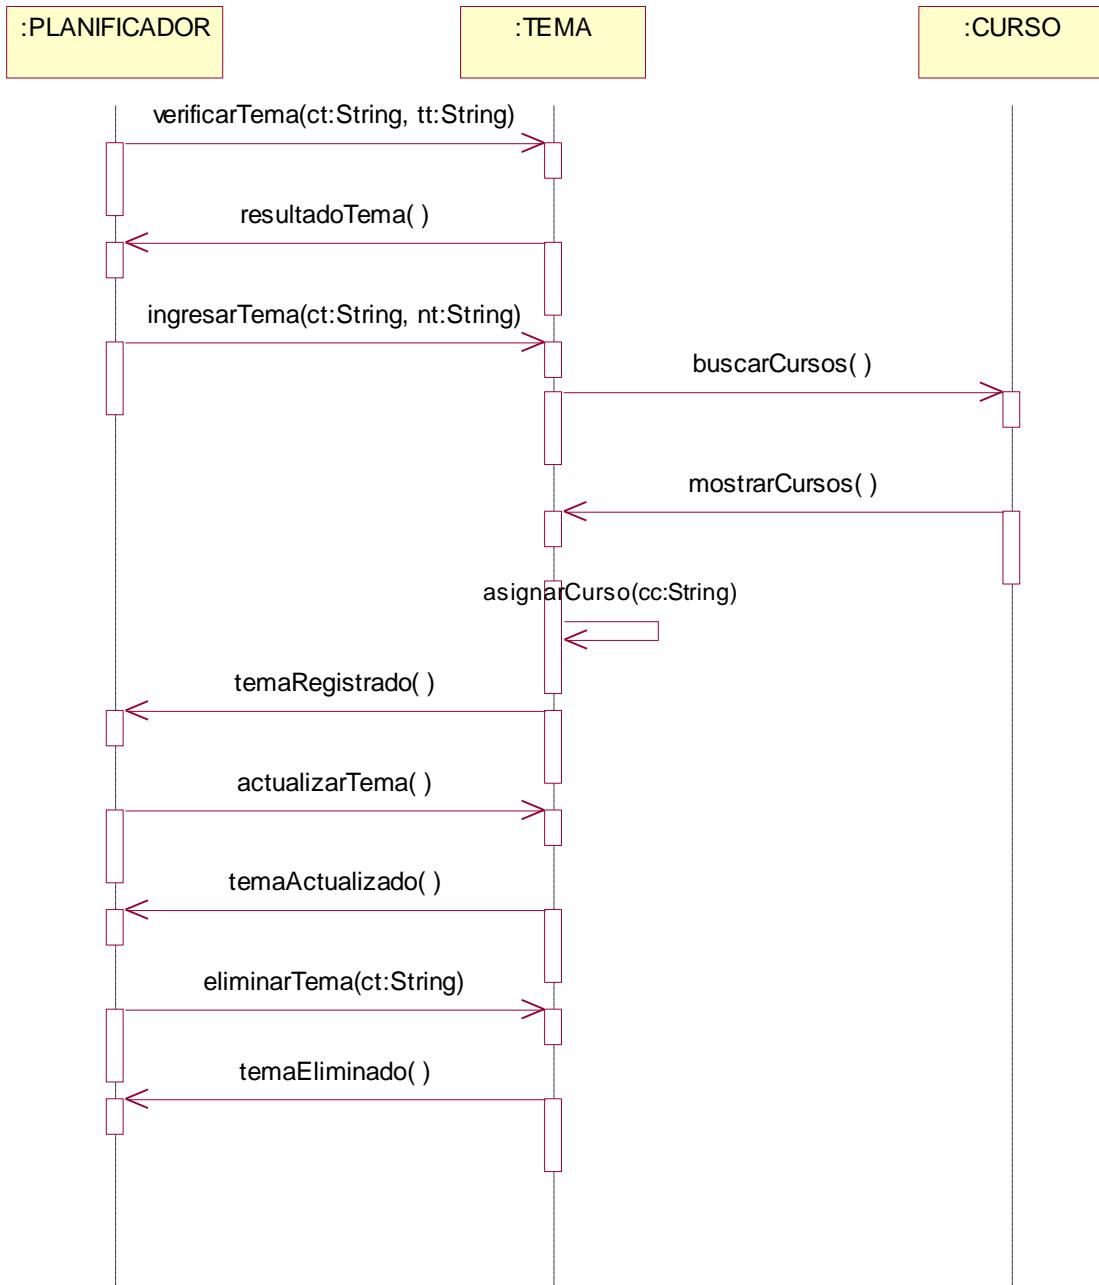 :PLANIFICADOR
:TEMA
:CURSO
verificarTema(ct:String, tt:String)
resultadoTema( )
ingresarTema(ct:String, nt:String)
buscarCursos( )
mostrarCursos( )
asignarCurso(cc:String)
temaRegistrado( )
actualizarTema( )
temaActualizado( )
eliminarTema(ct:String)
temaEliminado( )